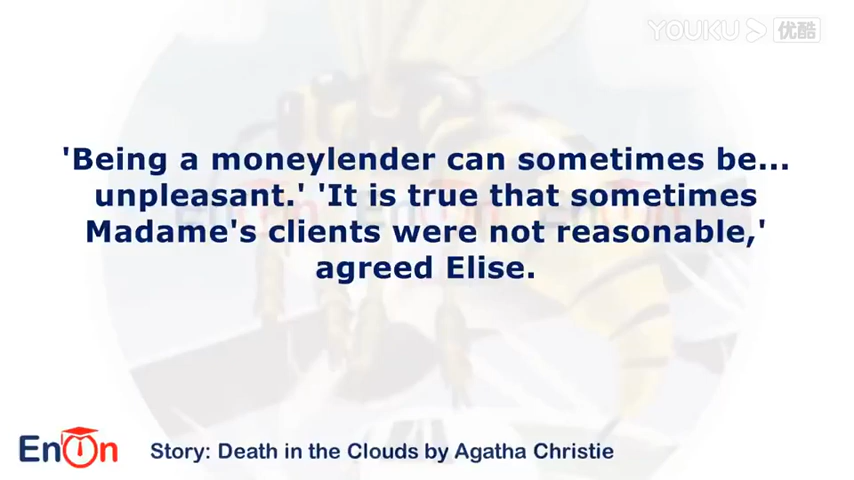 YOUKU 优酷
'Being a moneylender can sometimes be...
unpleasant.' 'It is true that sometimes
Madame's clients were not reasonable,'
agreed Elise.
EnOn
Story: Death in the Clouds by Agatha Christie